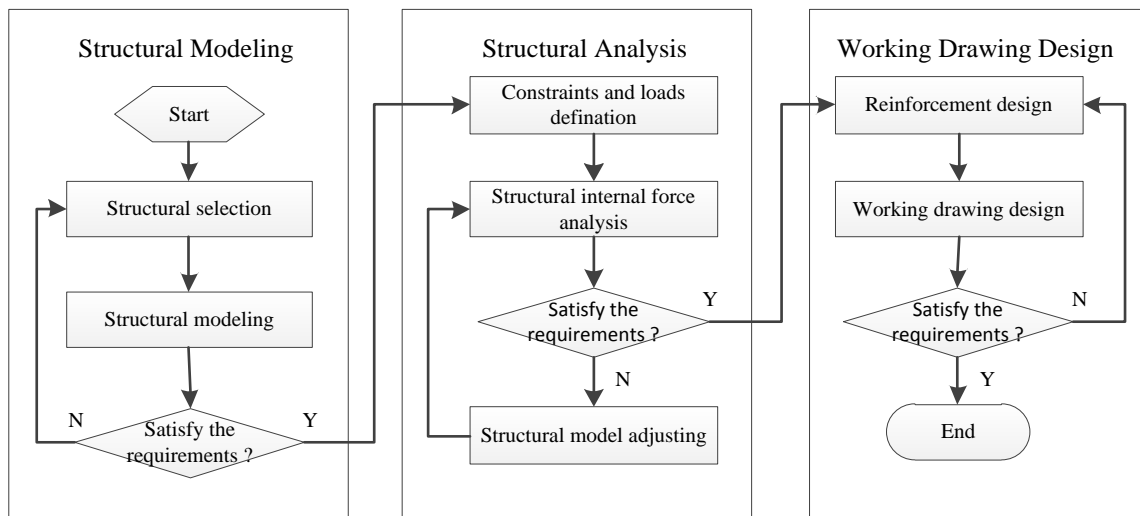 Structural Modeling
Start
Structural selection
Structural modeling
Satisfy the
requirements ?
N
Y
Structural Analysis
Constraints and loads
defination
Structural internal force
analysis
Satisfy the
requirements ?
Y
N
Structural model adjusting
Working Drawing Design
Reinforcement design
Working drawing design
Satisfy the
requirements ?
N
Y
End